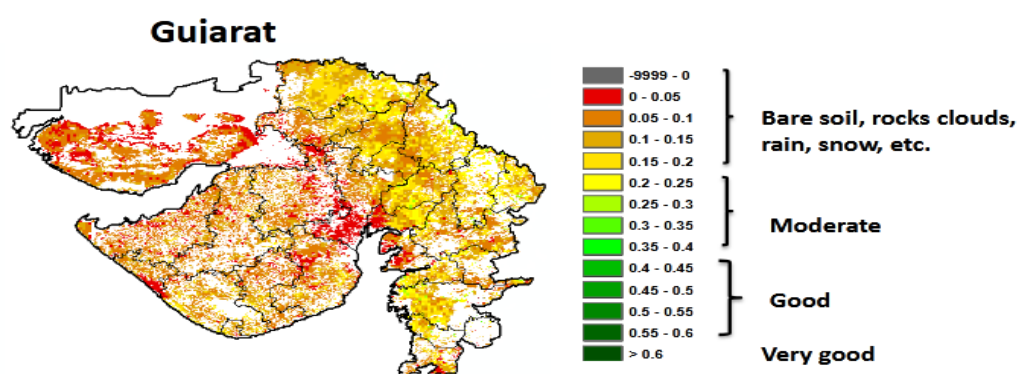 Gujarat
-9999 - 0
0 - 0.05
0.05 - 0.1
0.1 - 0.15
0.15 - 0.2
0.2 - 0.25
0.25 - 0.3
0.3 - 0.35
0.35 - 0.4
0.4 - 0.45
0.45 - 0.5
0.5 - 0.55
0.55 - 0.6
> 0.6
Bare soil, rocks clouds,
rain, snow, etc.
Moderate
Good
Very good